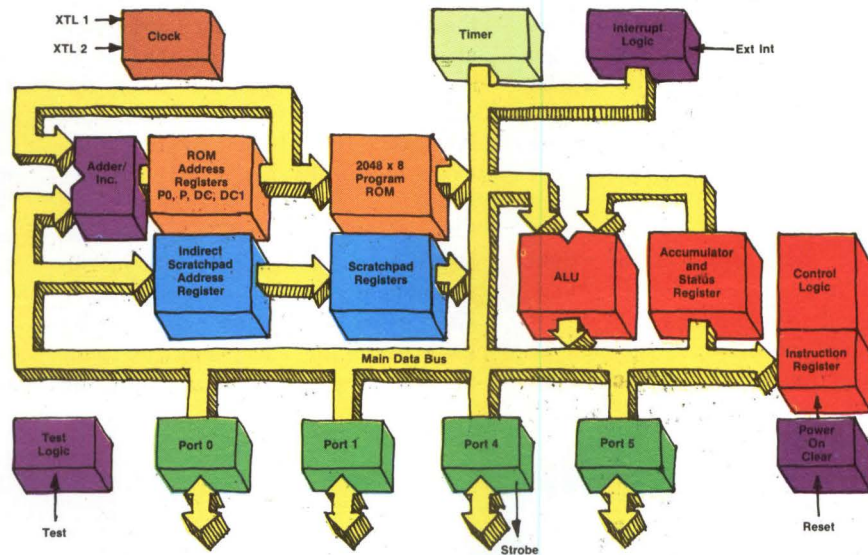 XTL 1
XTL 2
Clock
Timer
Interrupt
Logic
Ext Int
Adder/
Inc.
ROM
Address
Registers
P0, P, DC, DC1
2048 x 8
Program
ROM
Indirect
Scratchpad
Address
Register
Scratchpad
Registers
ALU
Accumulator
and
Status
Register
Control
Logic
Main Data Bus
Instruction
Register
Test
Logic
Port 0
Port 1
Port 4
Port 5
Power
On
Clear
Test
Strobe
Reset